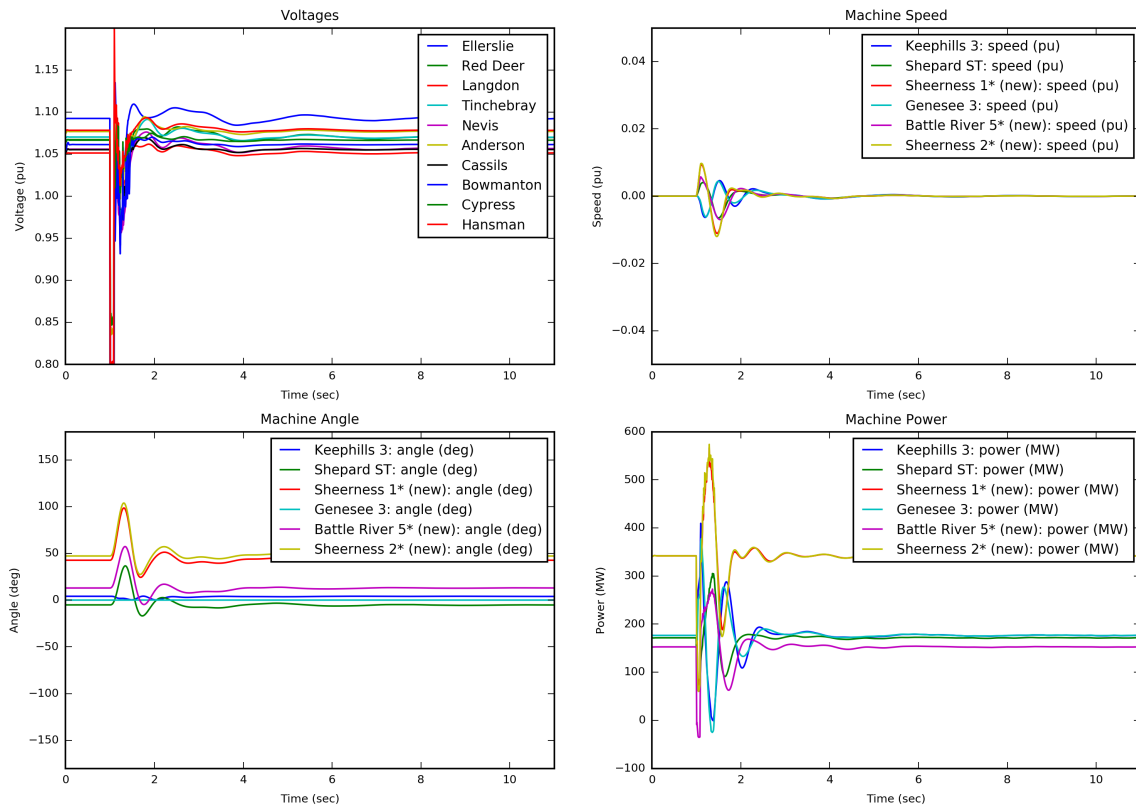 Voltages
1.15
1.10
1.05
1.00
0.95
0.90
0.85
0.80
Voltage (pu)
0
2
4
6
8
10
Time (sec)
Ellerslie
Red Deer
Langdon
Tinchebray
Nevis
Anderson
Cassils
Bowmanton
Cypress
Hansman
Machine Speed
0.04
0.02
0.00
−0.02
−0.04
Speed (pu)
0
2
4
6
8
10
Time (sec)
Keephills 3: speed (pu)
Shepard ST: speed (pu)
Sheerness 1* (new): speed (pu)
Genesee 3: speed (pu)
Battle River 5* (new): speed (pu)
Sheerness 2* (new): speed (pu)
Machine Angle
150
100
50
0
−50
−100
−150
Angle (deg)
0
2
4
6
8
10
Time (sec)
Keephills 3: angle (deg)
Shepard ST: angle (deg)
Sheerness 1* (new): angle (deg)
Genesee 3: angle (deg)
Battle River 5* (new): angle (deg)
Sheerness 2* (new): angle (deg)
Machine Power
600
500
400
300
200
100
0
−100
Power (MW)
0
2
4
6
8
10
Time (sec)
Keephills 3: power (MW)
Shepard ST: power (MW)
Sheerness 1* (new): power (MW)
Genesee 3: power (MW)
Battle River 5* (new): power (MW)
Sheerness 2* (new): power (MW)